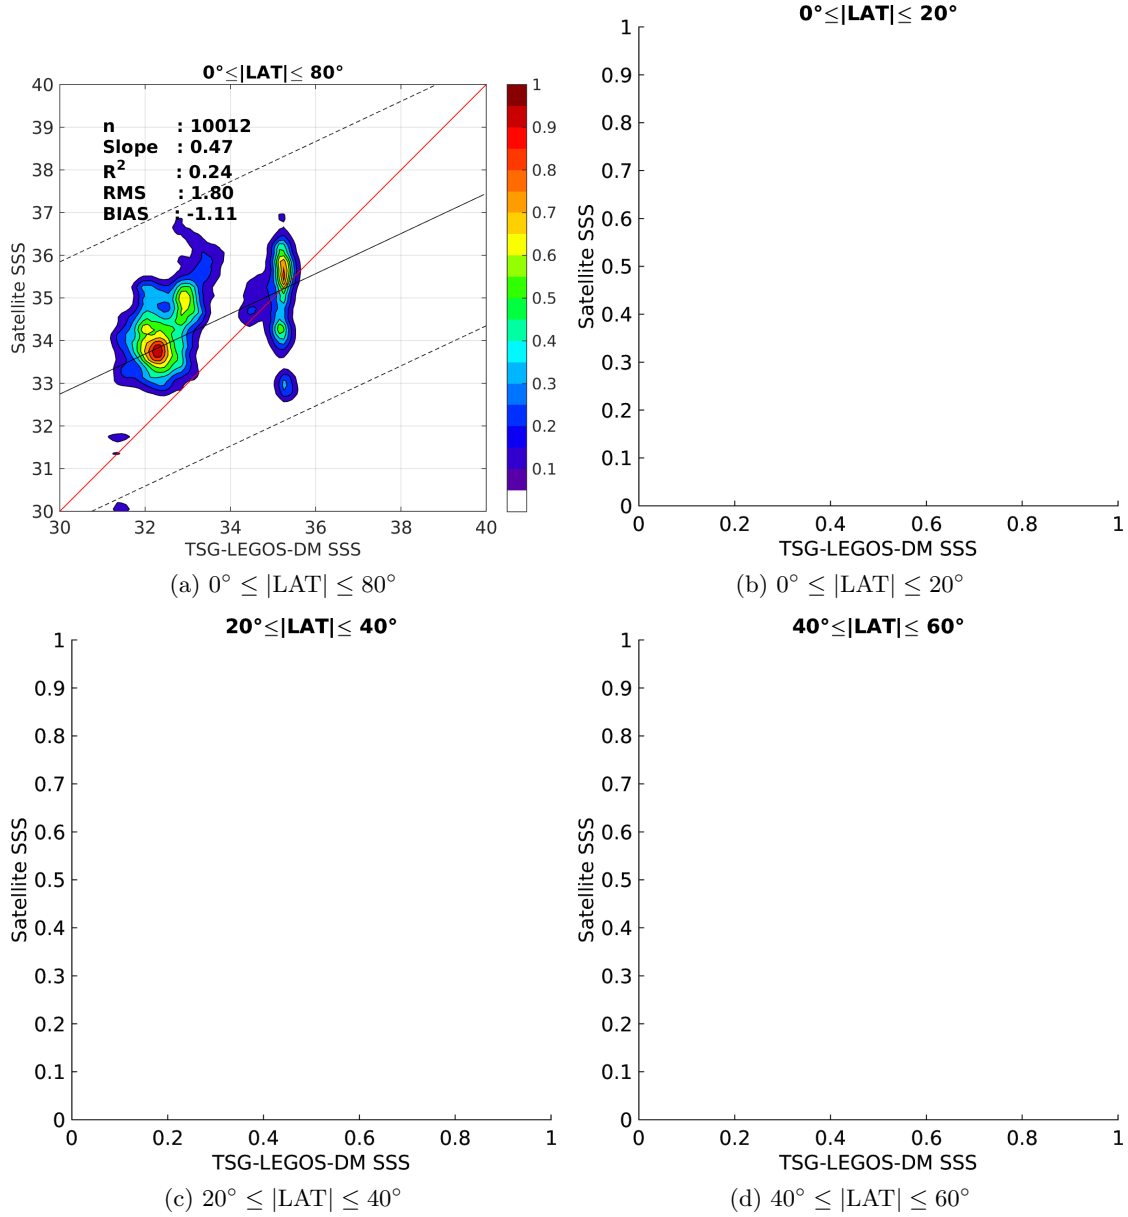 0°≤|LAT|≤ 80°
40
39
38
37
36
35
34
33
32
31
30
Satellite SSS
n : 10012
Slope : 0.47
R² : 0.24
RMS : 1.80
BIAS : -1.11
1
0.9
0.8
0.7
0.6
0.5
0.4
0.3
0.2
0.1
30 32 34 36 38 40
TSG-LEGOS-DM SSS
(a) 0° ≤ |LAT| ≤ 80°
0°≤|LAT|≤ 20°
1
0.9
0.8
0.7
0.6
0.5
0.4
0.3
0.2
0.1
0
Satellite SSS
0 0.2 0.4 0.6 0.8 1
TSG-LEGOS-DM SSS
(b) 0° ≤ |LAT| ≤ 20°
20°≤|LAT|≤ 40°
1
0.9
0.8
0.7
0.6
0.5
0.4
0.3
0.2
0.1
0
Satellite SSS
0 0.2 0.4 0.6 0.8 1
TSG-LEGOS-DM SSS
(c) 20° ≤ |LAT| ≤ 40°
40°≤|LAT|≤ 60°
1
0.9
0.8
0.7
0.6
0.5
0.4
0.3
0.2
0.1
0
Satellite SSS
0 0.2 0.4 0.6 0.8 1
TSG-LEGOS-DM SSS
(d) 40° ≤ |LAT| ≤ 60°